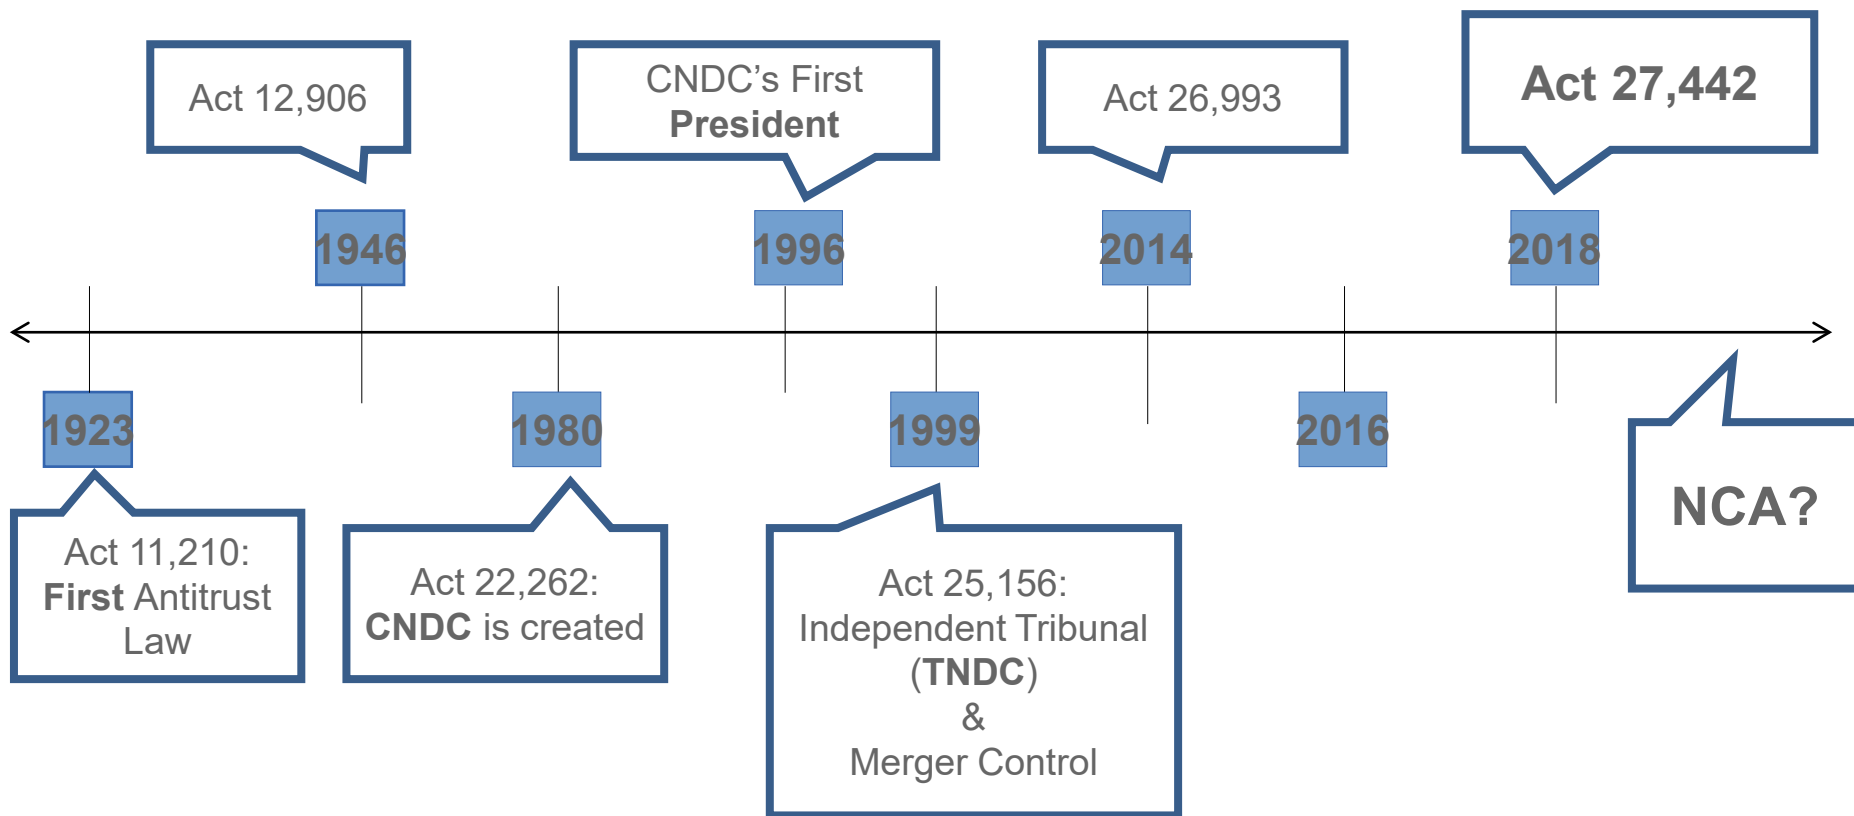 Act 12,906
CNDC’s First
President
Act 26,993
Act 27,442
1946
1996
2014
2018
1923
1980
1999
2016
Act 11,210:
First Antitrust
Law
Act 22,262:
CNDC is created
Act 25,156:
Independent Tribunal
(TNDC)
&
Merger Control
NCA?